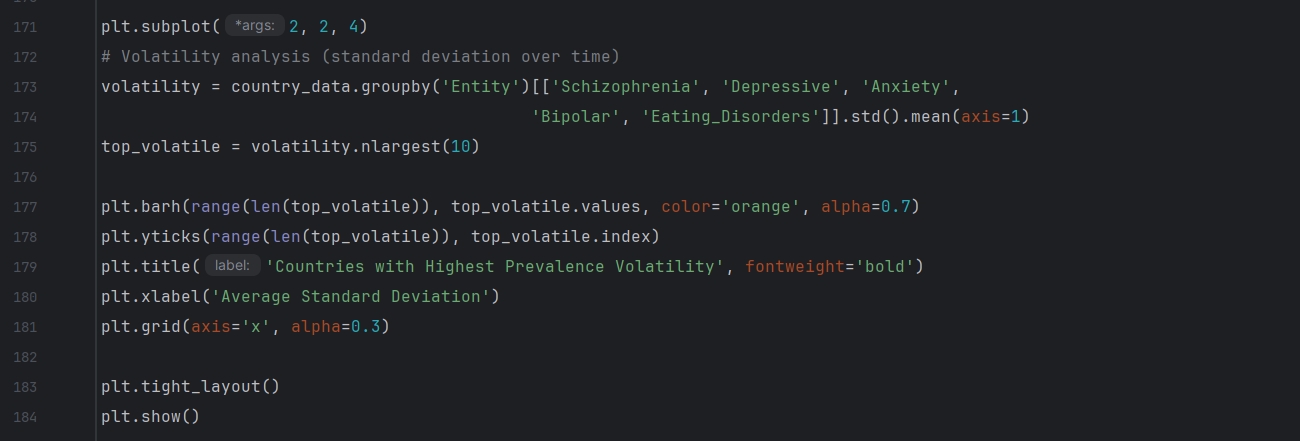 171 plt.subplot( *args: 2, 2, 4)
172 # Volatility analysis (standard deviation over time)
173 volatility = country_data.groupby('Entity')[['Schizophrenia', 'Depressive', 'Anxiety',
174 'Bipolar', 'Eating_Disorders']].std().mean(axis=1)
175 top_volatile = volatility.nlargest(10)
176
177 plt.barh(range(len(top_volatile)), top_volatile.values, color='orange', alpha=0.7)
178 plt.yticks(range(len(top_volatile)), top_volatile.index)
179 plt.title( label: 'Countries with Highest Prevalence Volatility', fontweight='bold')
180 plt.xlabel('Average Standard Deviation')
181 plt.grid(axis='x', alpha=0.3)
182
183 plt.tight_layout()
184 plt.show()